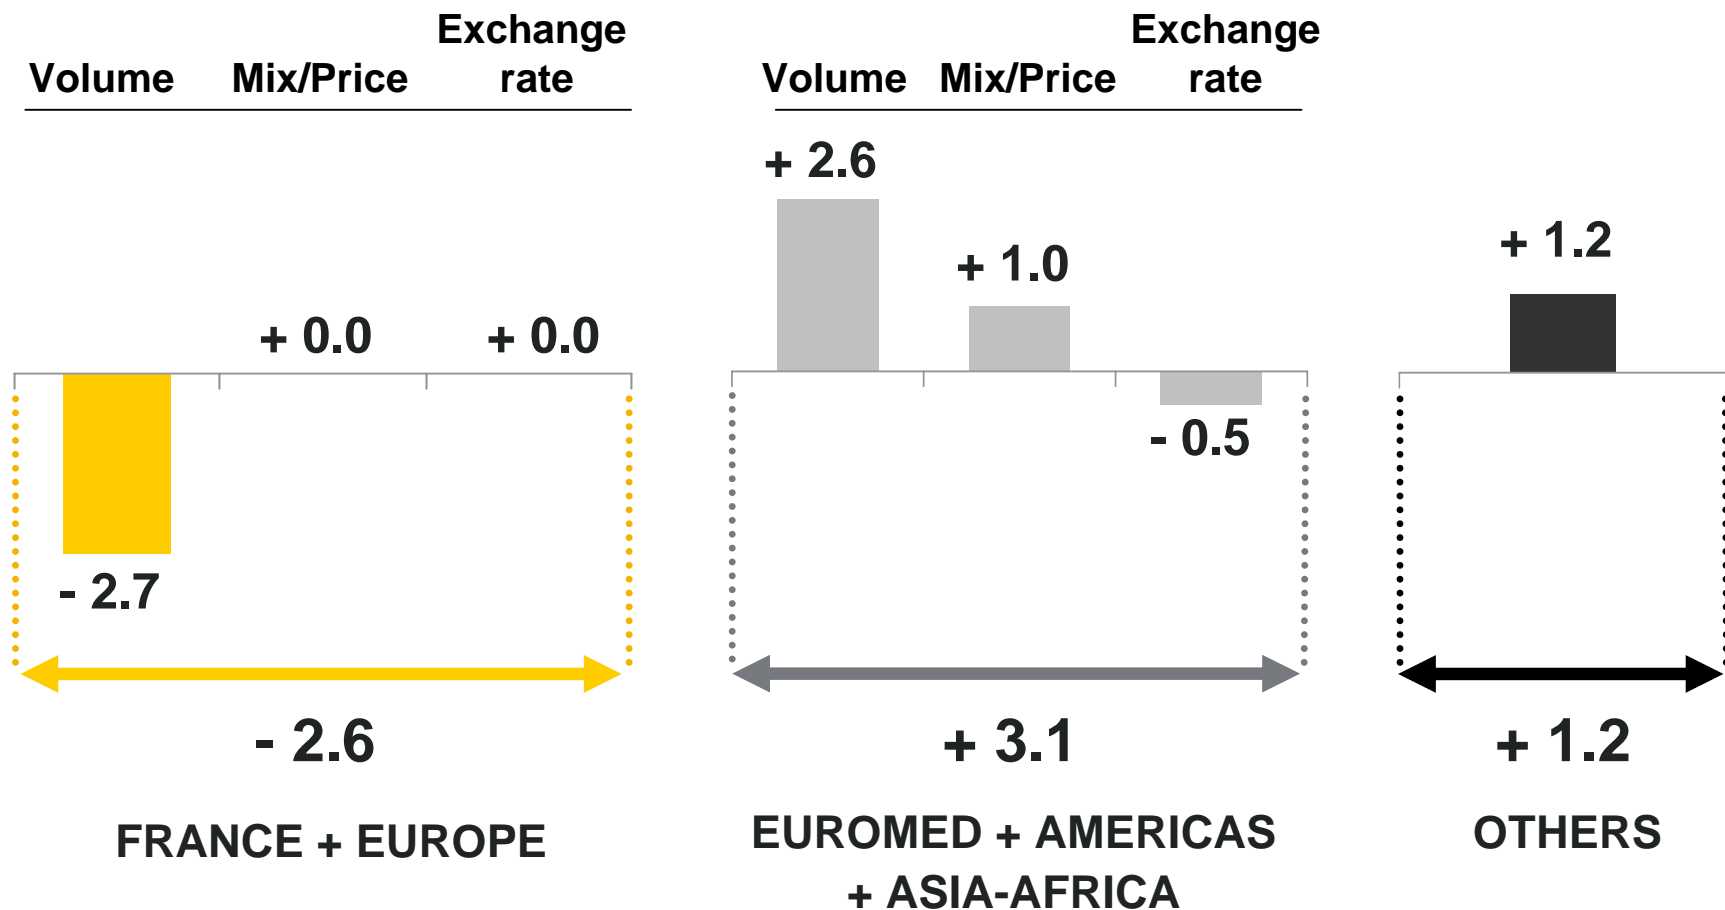 Exchange
Volume Mix/Price rate
Exchange
Volume Mix/Price rate
+ 2.6
+ 1.0
+ 1.2
+ 0.0 + 0.0
- 0.5
- 2.7
- 2.6
+ 3.1
+ 1.2
FRANCE + EUROPE
EUROMED + AMERICAS
+ ASIA-AFRICA
OTHERS